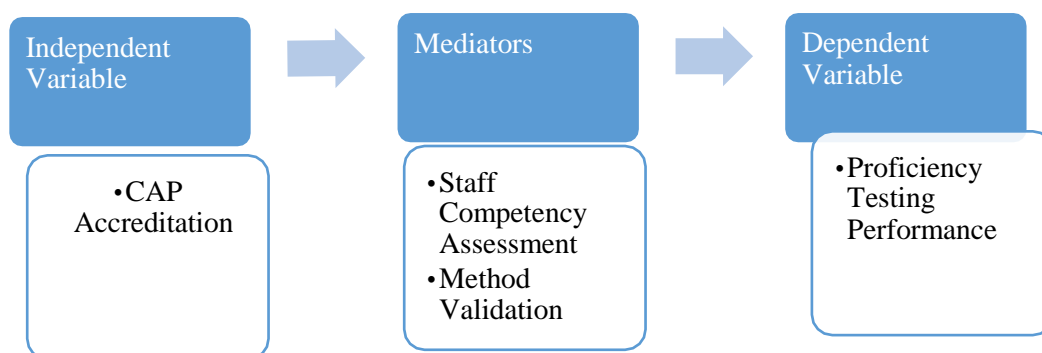 Independent
Variable
•CAP
Accreditation
Mediators
•Staff
Competency
Assessment
•Method
Validation
Dependent
Variable
•Proficiency
Testing
Performance